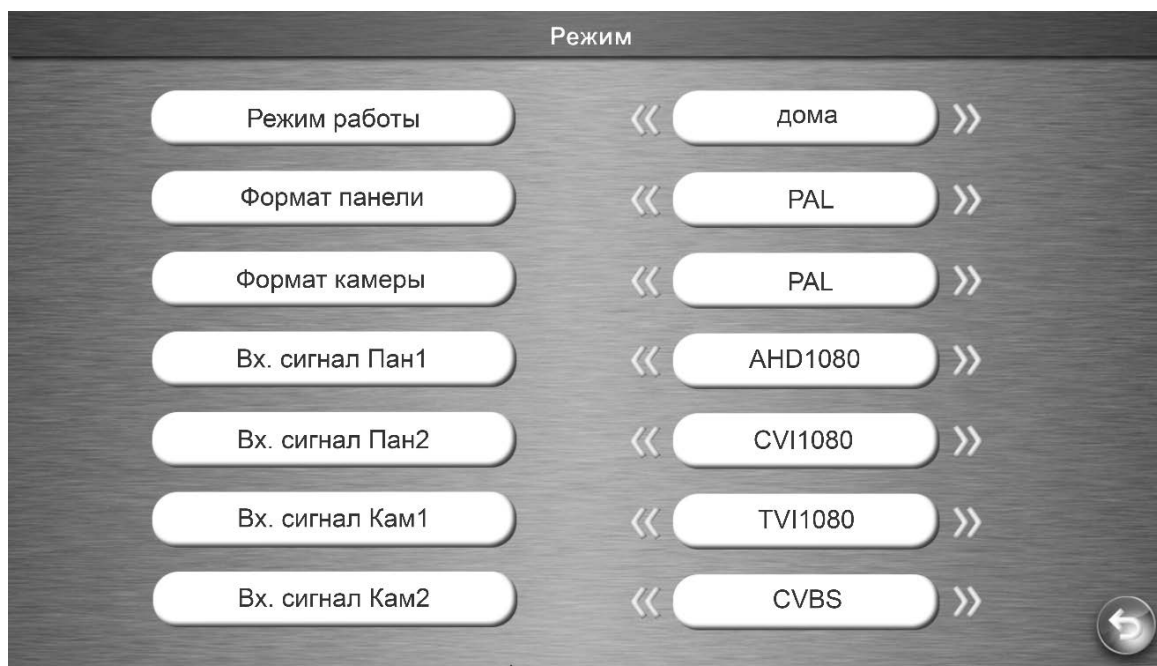 Режим
Режим работы дома
Формат панели PAL
Формат камеры PAL
Вх. сигнал Пан1 AHD1080
Вх. сигнал Пан2 CVI1080
Вх. сигнал Кам1 TVI1080
Вх. сигнал Кам2 CVBS